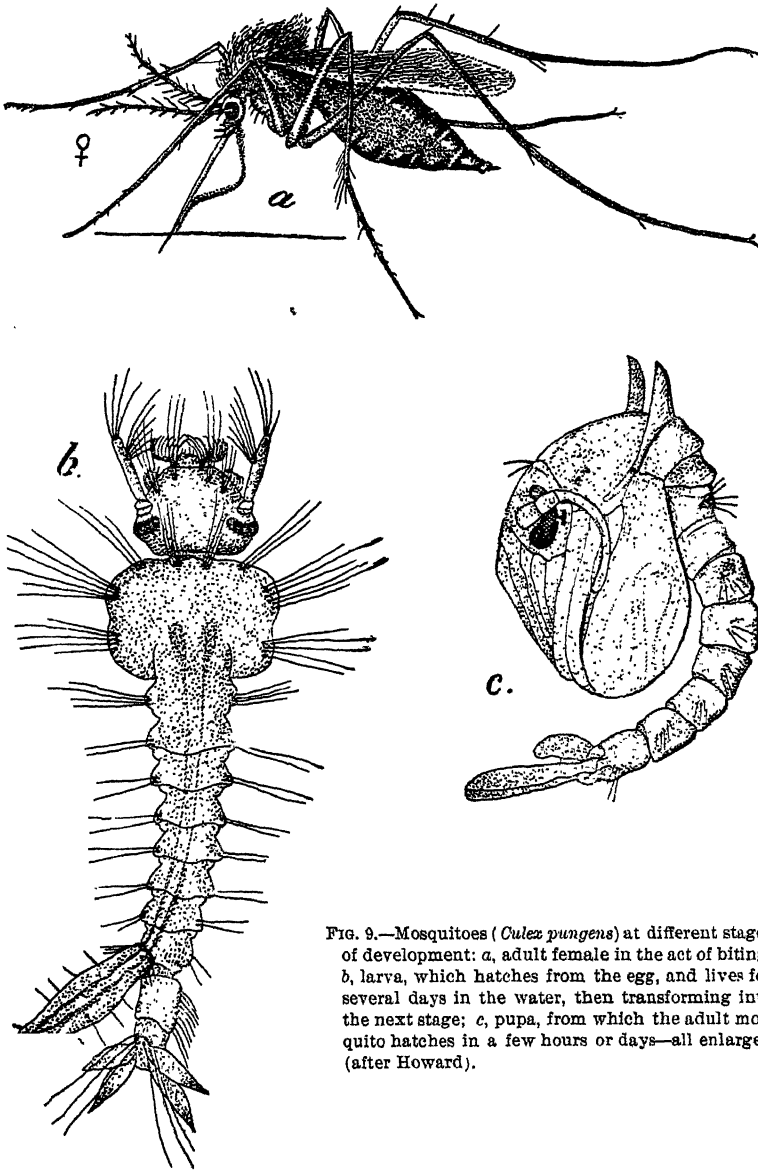 ♀
a
b.
c.
FIG. 9.—Mosquitoes (Culex pungens) at different stage
of development: a, adult female in the act of biting
b, larva, which hatches from the egg, and lives fo
several days in the water, then transforming int
the next stage; c, pupa, from which the adult mo
quito hatches in a few hours or days—all enlarge
(after Howard).